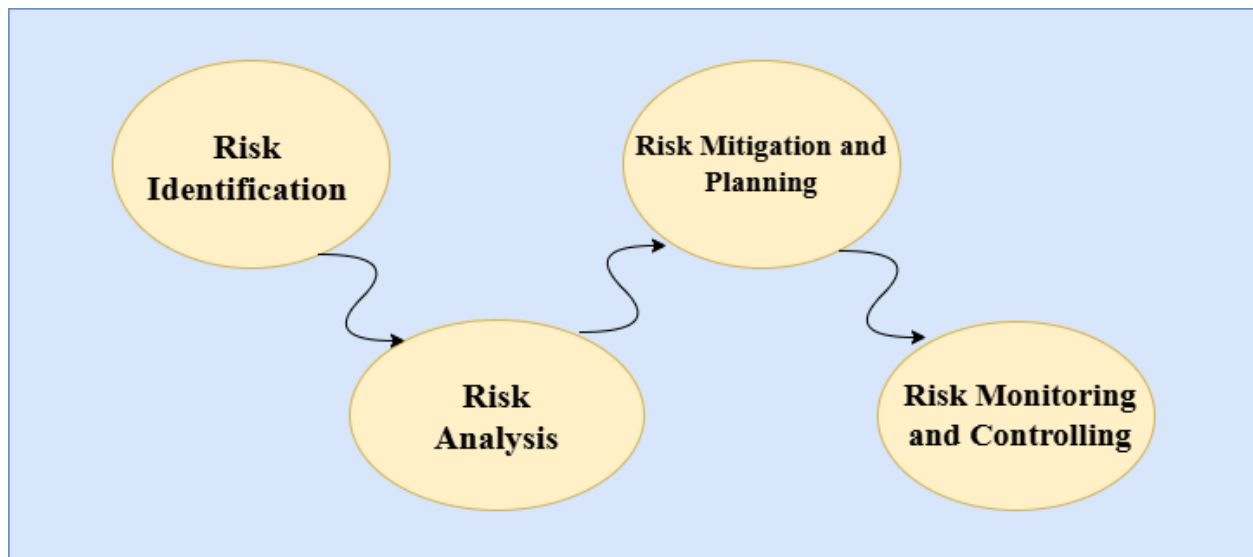 Risk
Identification
Risk
Analysis
Risk Mitigation and
Planning
Risk Monitoring
and Controlling